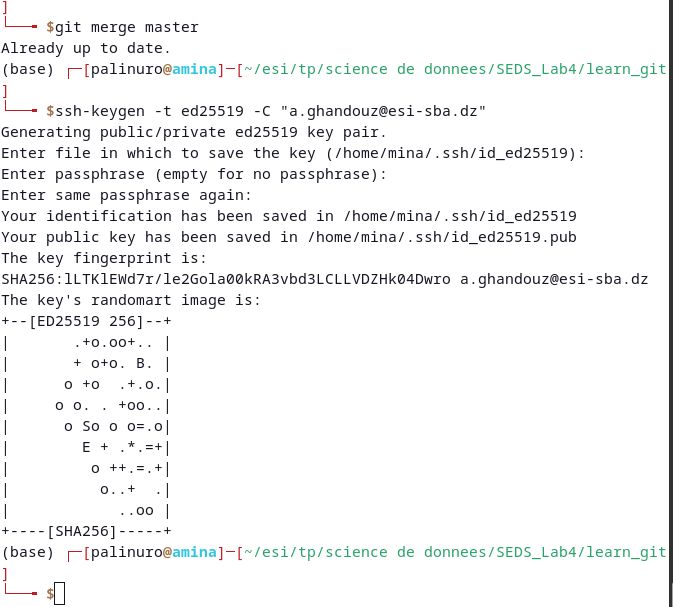 ]
└──╼ $git merge master
Already up to date.
(base) ┌─[palinuro@amina]─[~/esi/tp/science de donnees/SEDS_Lab4/learn_git
]
└──╼ $ssh-keygen -t ed25519 -C "a.ghandouz@esi-sba.dz"
Generating public/private ed25519 key pair.
Enter file in which to save the key (/home/mina/.ssh/id_ed25519):
Enter passphrase (empty for no passphrase):
Enter same passphrase again:
Your identification has been saved in /home/mina/.ssh/id_ed25519
Your public key has been saved in /home/mina/.ssh/id_ed25519.pub
The key fingerprint is:
SHA256:lLTKlEWd7r/le2Gola00kRA3vbd3LCLLVDZHk04Dwro a.ghandouz@esi-sba.dz
The key's randomart image is:
+--[ED25519 256]--+
|       .+o.oo+.. |
|       + o+o. B. |
|      o +o  .+.o.|
|     o o. . +oo..|
|      o So o o=.o|
|        E + .*.=+|
|         o ++.=.+|
|          o..+  .|
|            ..oo |
+----[SHA256]-----+
(base) ┌─[palinuro@amina]─[~/esi/tp/science de donnees/SEDS_Lab4/learn_git
]
└──╼ $